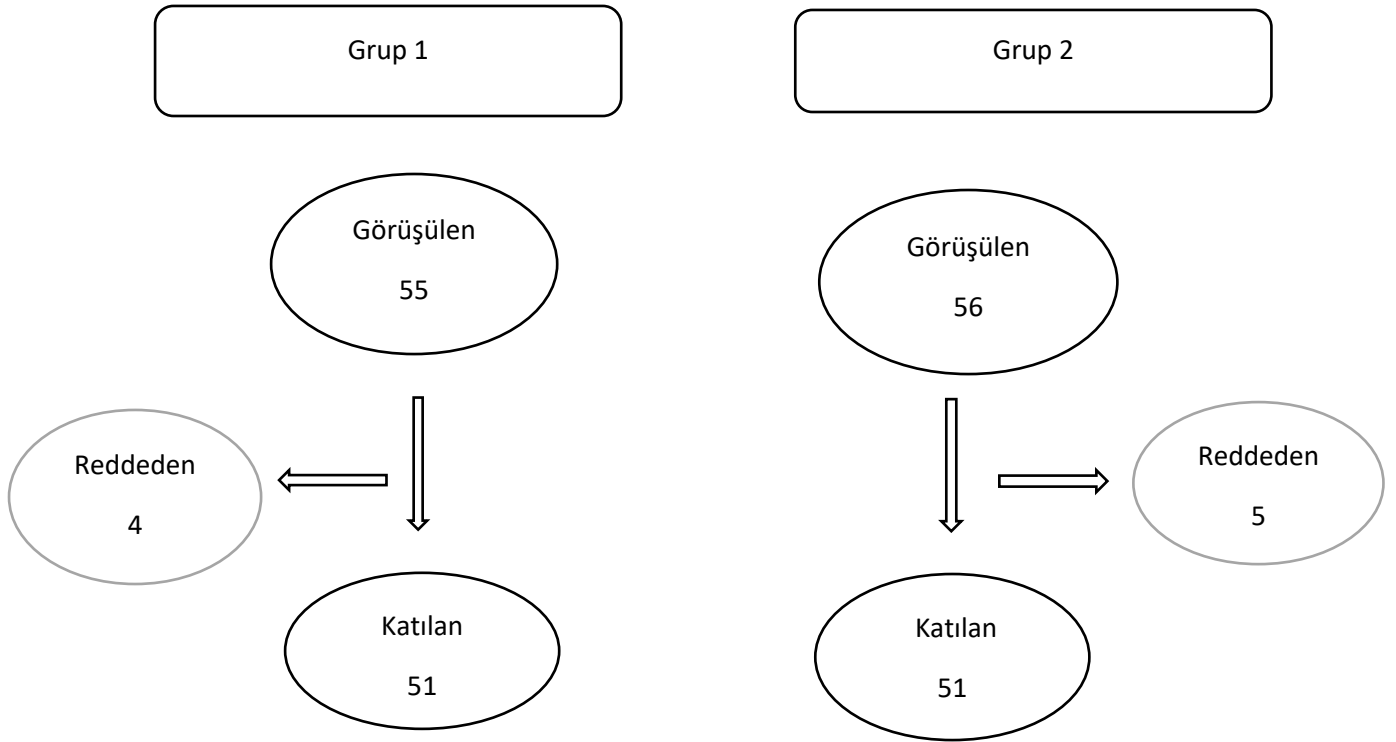 Grup 1
Grup 2
Görüşülen
55
Görüşülen
56
Reddeden
4
Reddeden
5
Katılan
51
Katılan
51